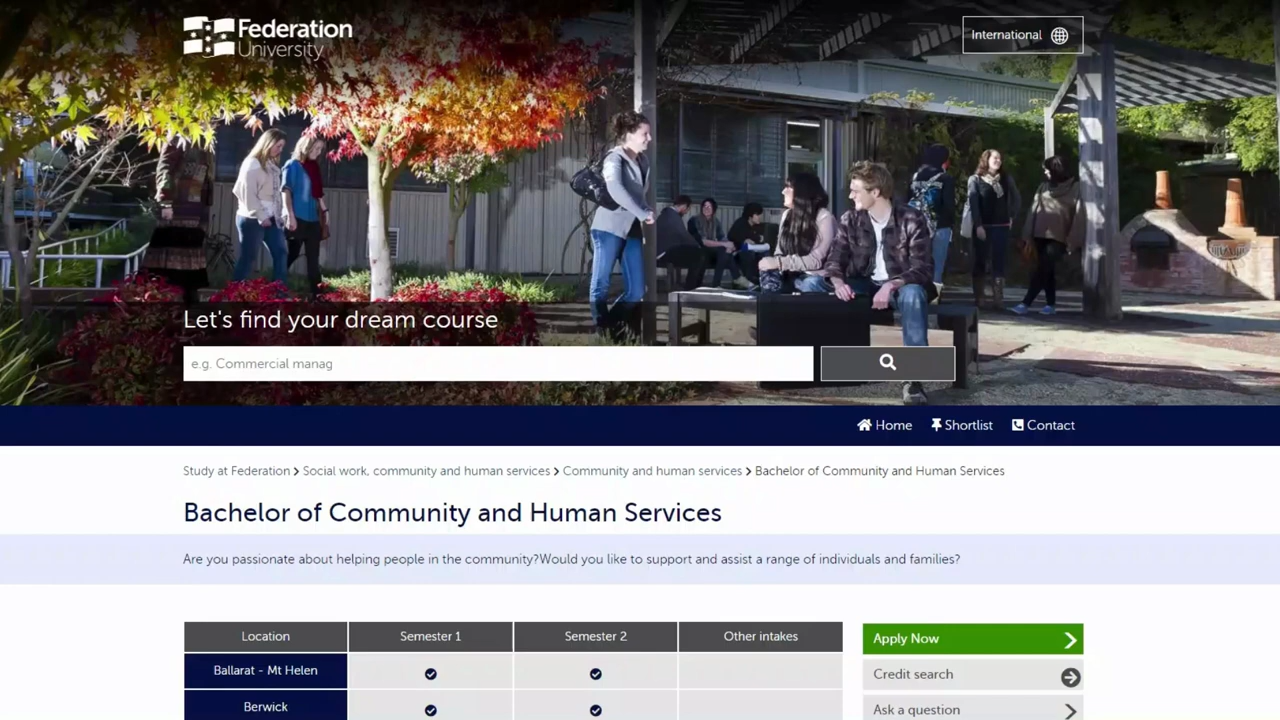 Federation
University
International
Let's find your dream course
e.g. Commercial manag
Home Shortlist Contact
Study at Federation > Social work, community and human services > Community and human services > Bachelor of Community and Human Services
Bachelor of Community and Human Services
Are you passionate about helping people in the community?Would you like to support and assist a range of individuals and families?
Location Semester 1 Semester 2 Other intakes
Apply Now
Ballarat - Mt Helen
Credit search
Berwick
Ask a question